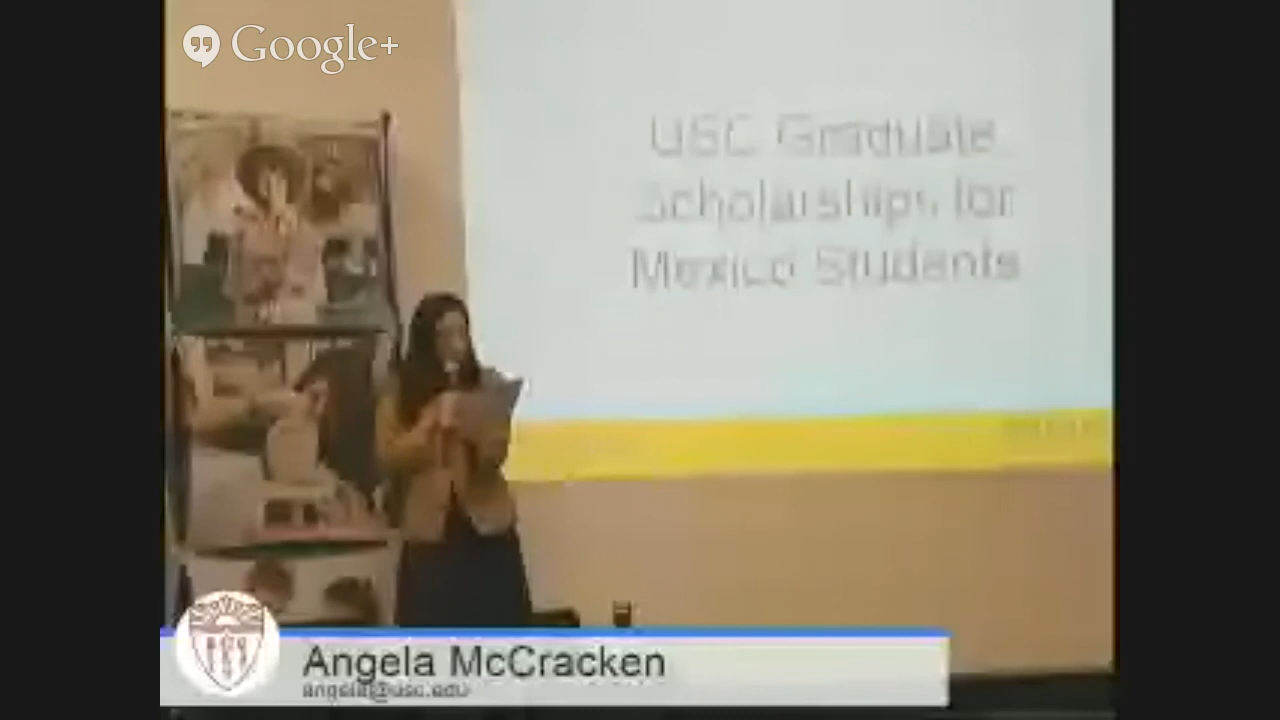 Google+
USC Graduate
Scholarships for
Mexico Students
Angela McCracken
angela@usc.edu